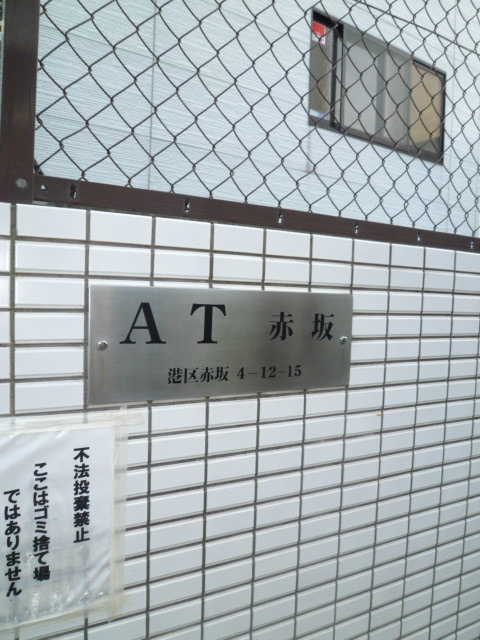 AT 赤坂
港区赤坂 4-12-15
不法投棄禁止
ここはゴミ捨て場
ではありません